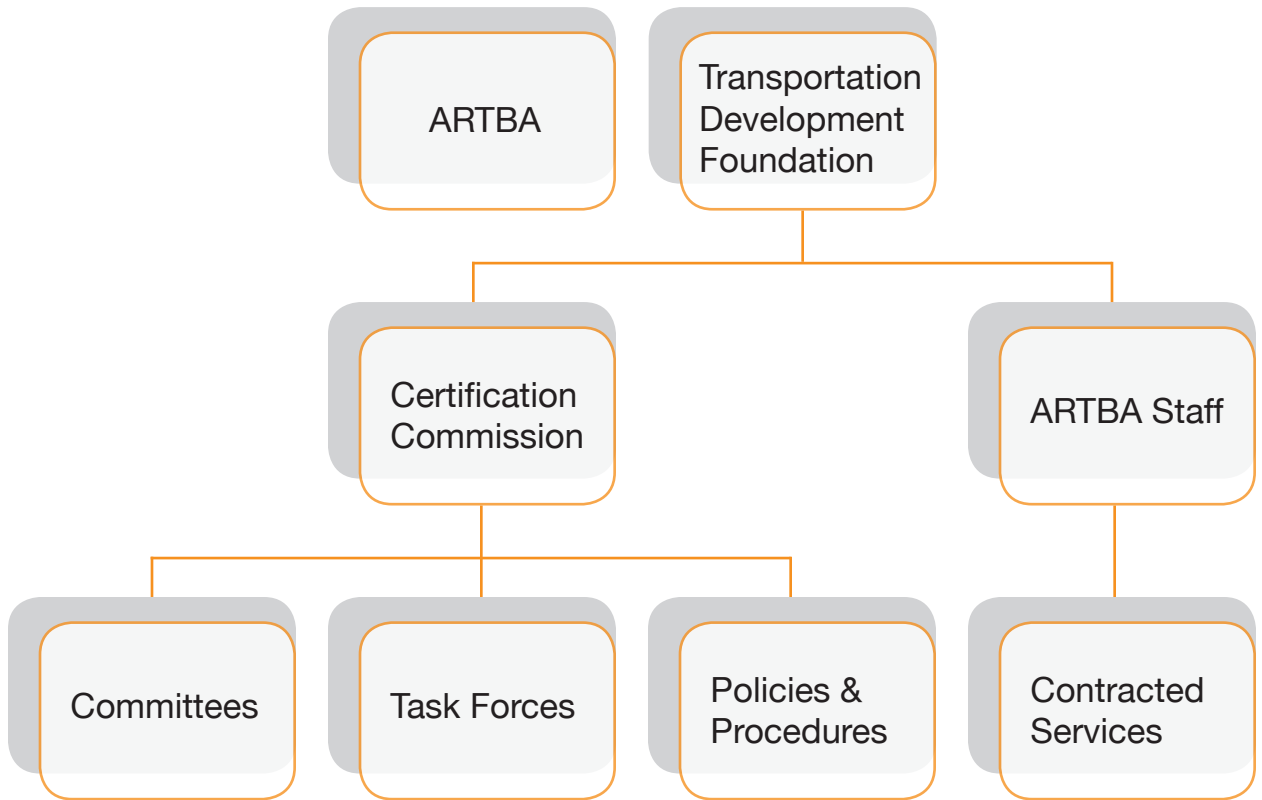 ARTBA
Transportation
Development
Foundation
Certification
Commission
ARTBA Staff
Committees
Task Forces
Policies &
Procedures
Contracted
Services